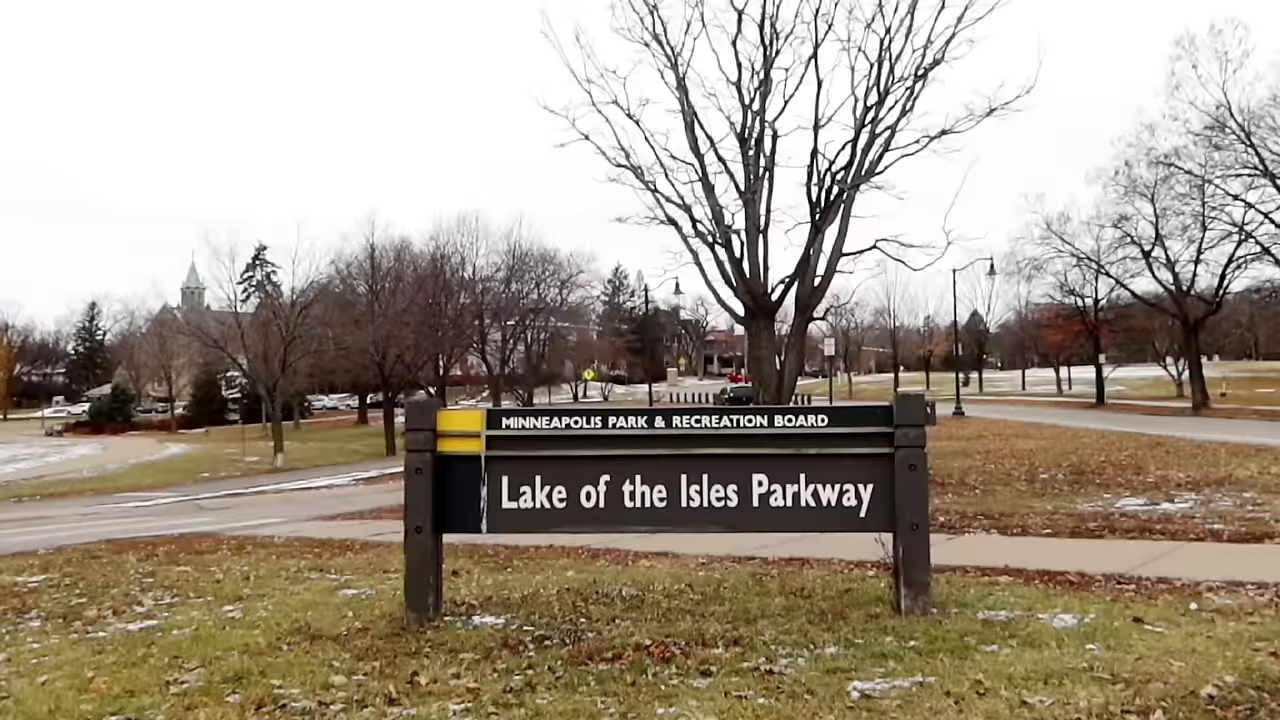 MINNEAPOLIS PARK & RECREATION BOARD
Lake of the Isles Parkway